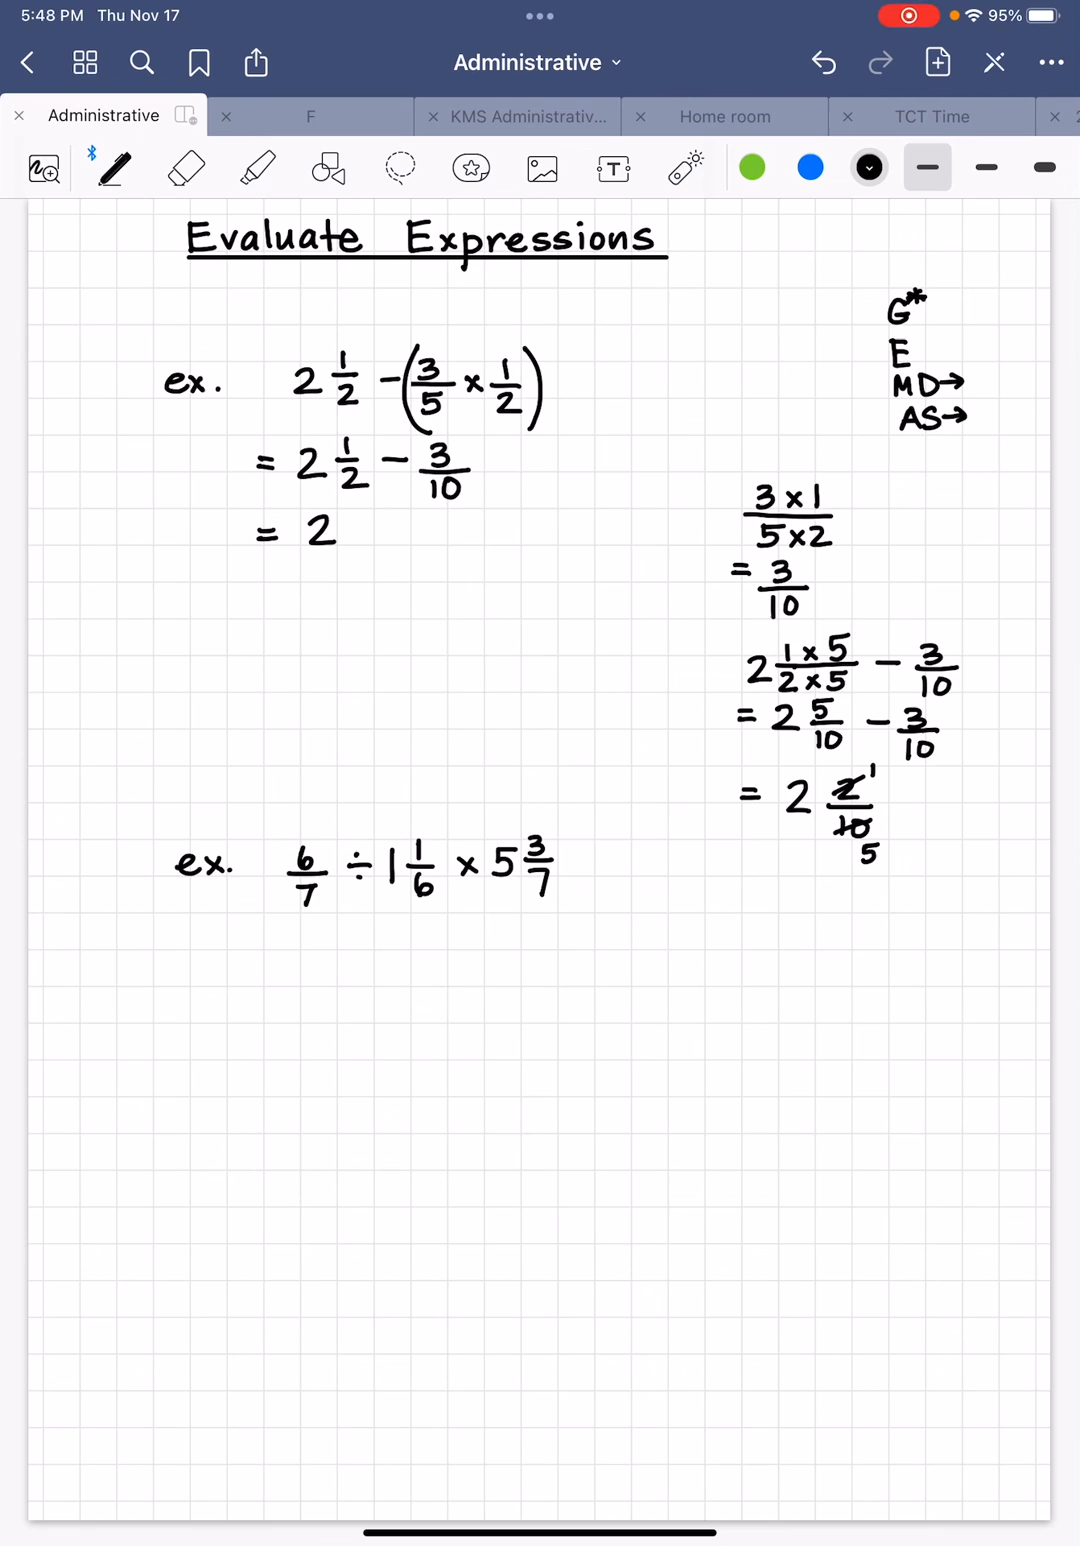 5:48 PM Thu Nov 17
95%
Administrative
Administrative
F
KMS Administrativ...
Home room
TCT Time
2
T
Evaluate Expressions
G*
E
MD→
AS→
ex. 2 1/2 - (3/5 × 1/2)
= 2 1/2 - 3/10
= 2
3 × 1 / 5 × 2
= 3/10
2 1 × 5 / 2 × 5 - 3/10
= 2 5/10 - 3/10
= 2 2/10 1 5
ex. 6/7 ÷ 1 1/6 × 5 3/7